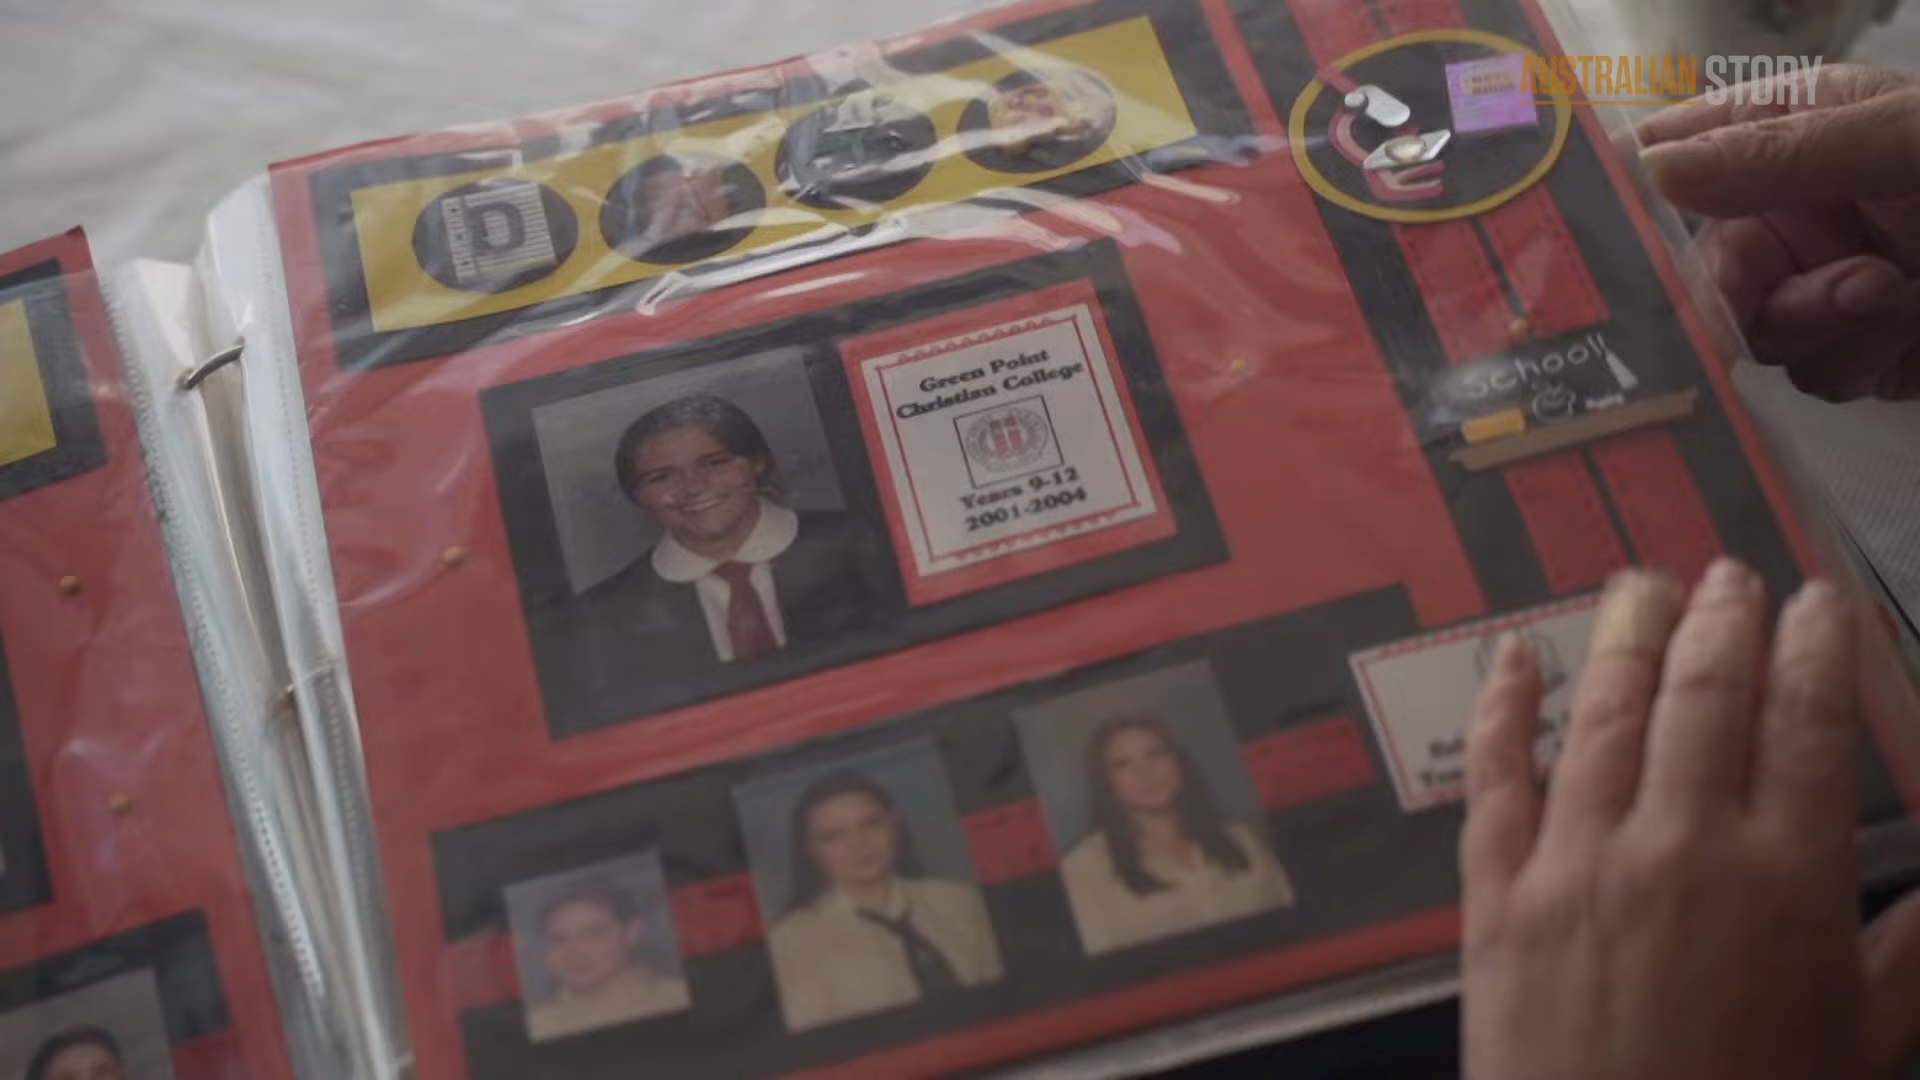 AUSTRALIAN STORY
Green Point
Christian College
Years 9-12
2001-2004
School!!